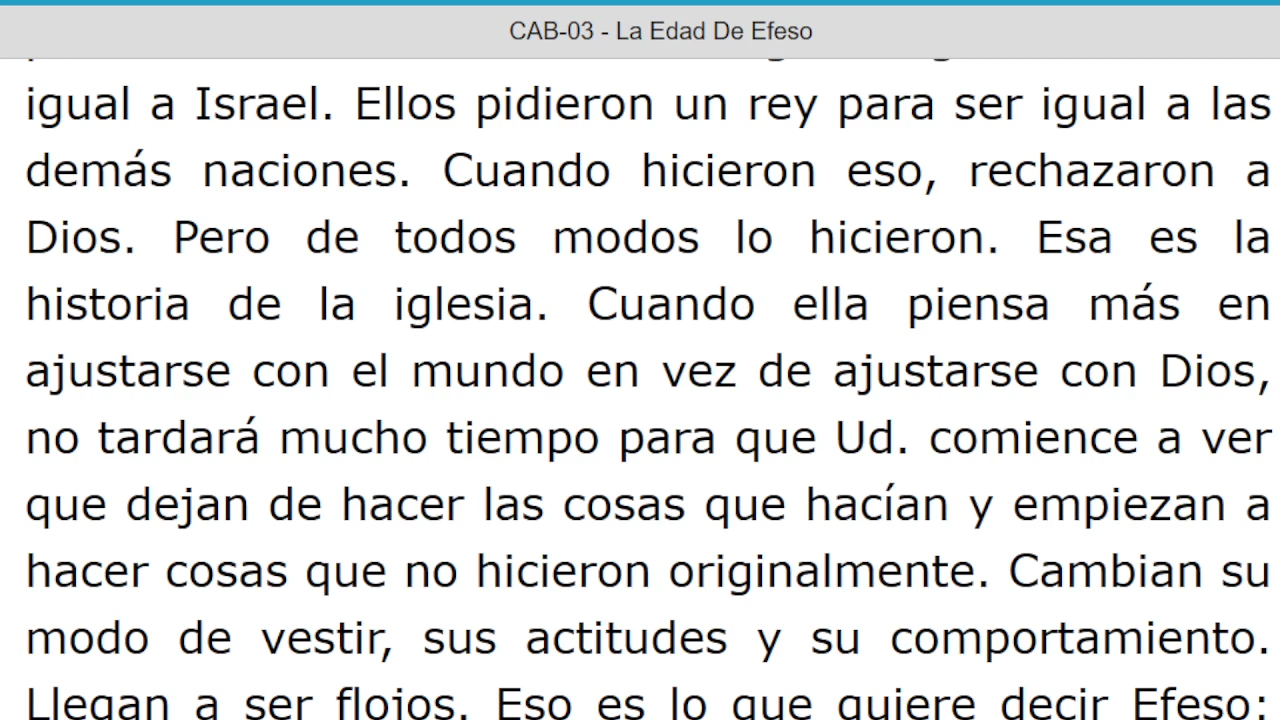 CAB-03 - La Edad De Efeso
igual a Israel. Ellos pidieron un rey para ser igual a las
demás naciones. Cuando hicieron eso, rechazaron a
Dios. Pero de todos modos lo hicieron. Esa es la
historia de la iglesia. Cuando ella piensa más en
ajustarse con el mundo en vez de ajustarse con Dios,
no tardará mucho tiempo para que Ud. comience a ver
que dejan de hacer las cosas que hacían y empiezan a
hacer cosas que no hicieron originalmente. Cambian su
modo de vestir, sus actitudes y su comportamiento.
Llegan a ser flojos. Eso es lo que quiere decir Efeso: